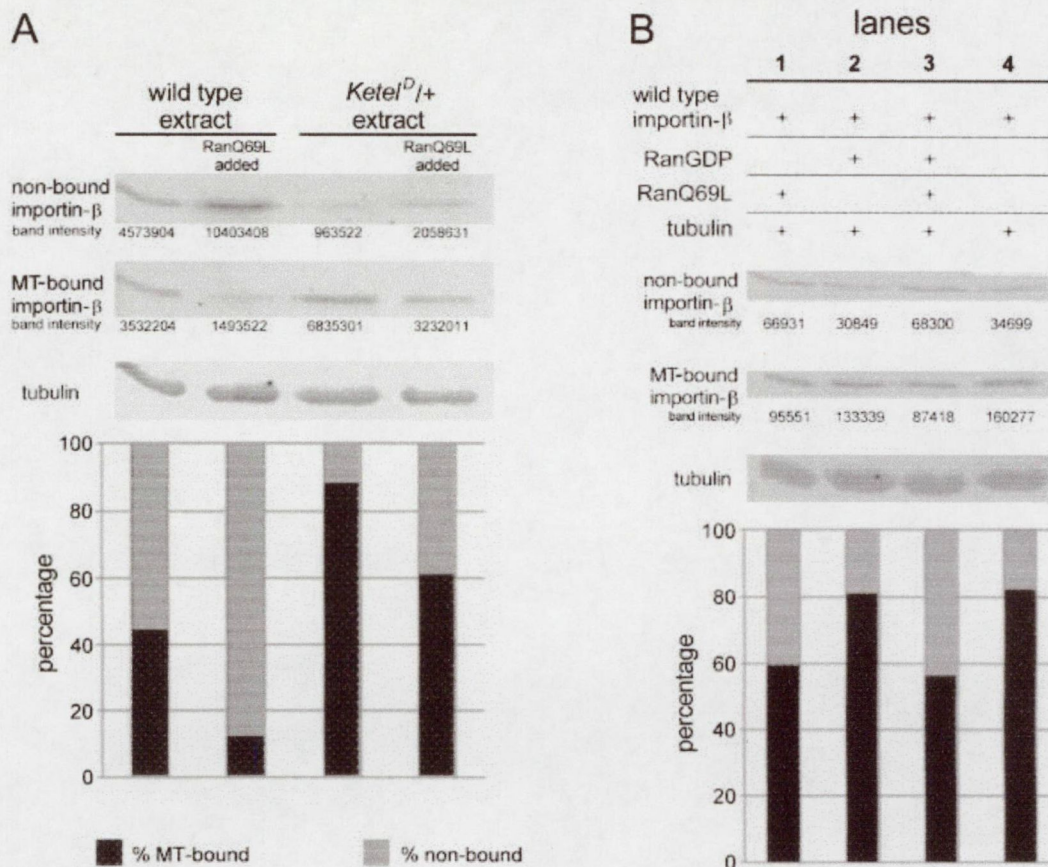 A
wild type extract
Ketel^D/+ extract
RanQ69L added
RanQ69L added
non-bound importin-β
band intensity
4573904 10403408 963522 2058631
MT-bound importin-β
band intensity
3532204 1493522 6835301 3232011
tubulin
percentage
100
80
60
40
20
0
% MT-bound
% non-bound
B
lanes
1 2 3 4
wild type importin-β + + + +
RanGDP + +
RanQ69L + +
tubulin + + + +
non-bound importin-β
band intensity
66931 30849 68300 34699
MT-bound importin-β
band intensity
95551 133339 87418 160277
tubulin
percentage
100
80
60
40
20
0